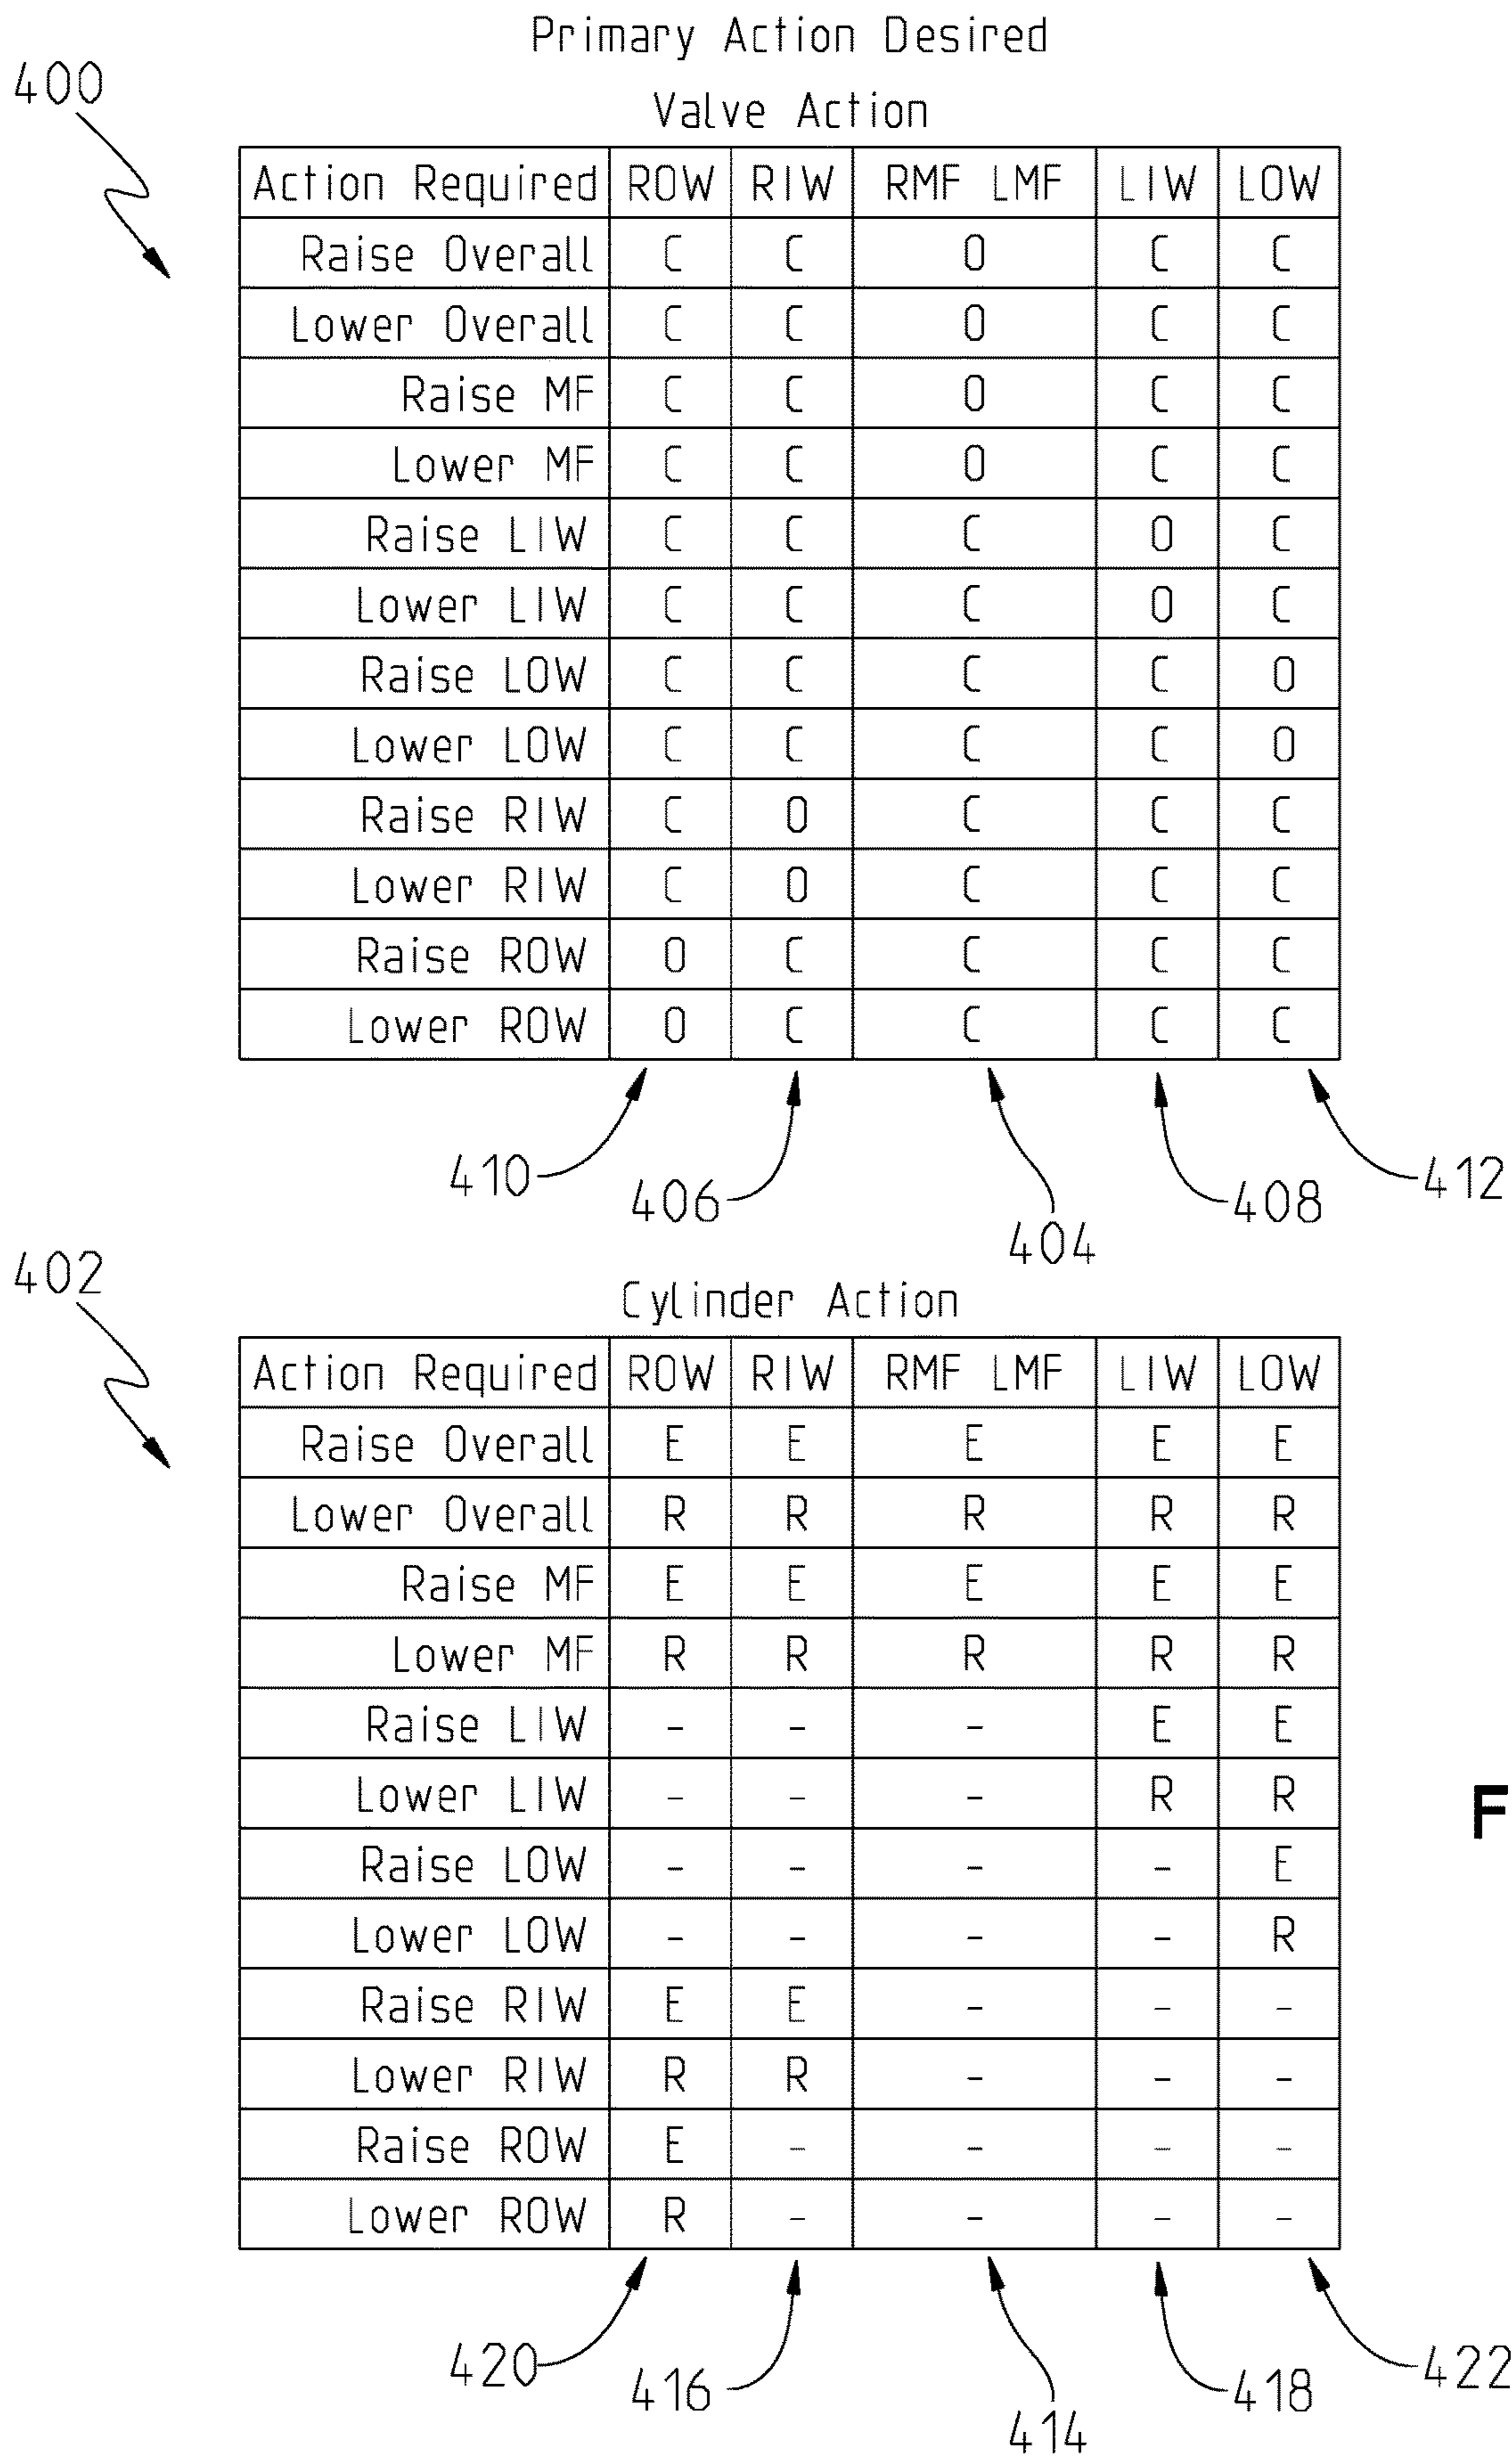 Primary Action Desired
400
Valve Action
Action Required ROW RIW RMF LMF LIW LOW
Raise Overall C C O C C
Lower Overall C C O C C
Raise MF C C O C C
Lower MF C C O C C
Raise LIW C C C O C
Lower LIW C C C O C
Raise LOW C C C C O
Lower LOW C C C C O
Raise RIW C O C C C
Lower RIW C O C C C
Raise ROW O C C C C
Lower ROW O C C C C
410 406 404 408 412
402
Cylinder Action
Action Required ROW RIW RMF LMF LIW LOW
Raise Overall E E E E E
Lower Overall R R R R R
Raise MF E E E E E
Lower MF R R R R R
Raise LIW - - - E E
Lower LIW - - - R R
F
Raise LOW - - - - E
Lower LOW - - - - R
Raise RIW E E - - -
Lower RIW R R - - -
Raise ROW E - - - -
Lower ROW R - - - -
420 416 414 418 422